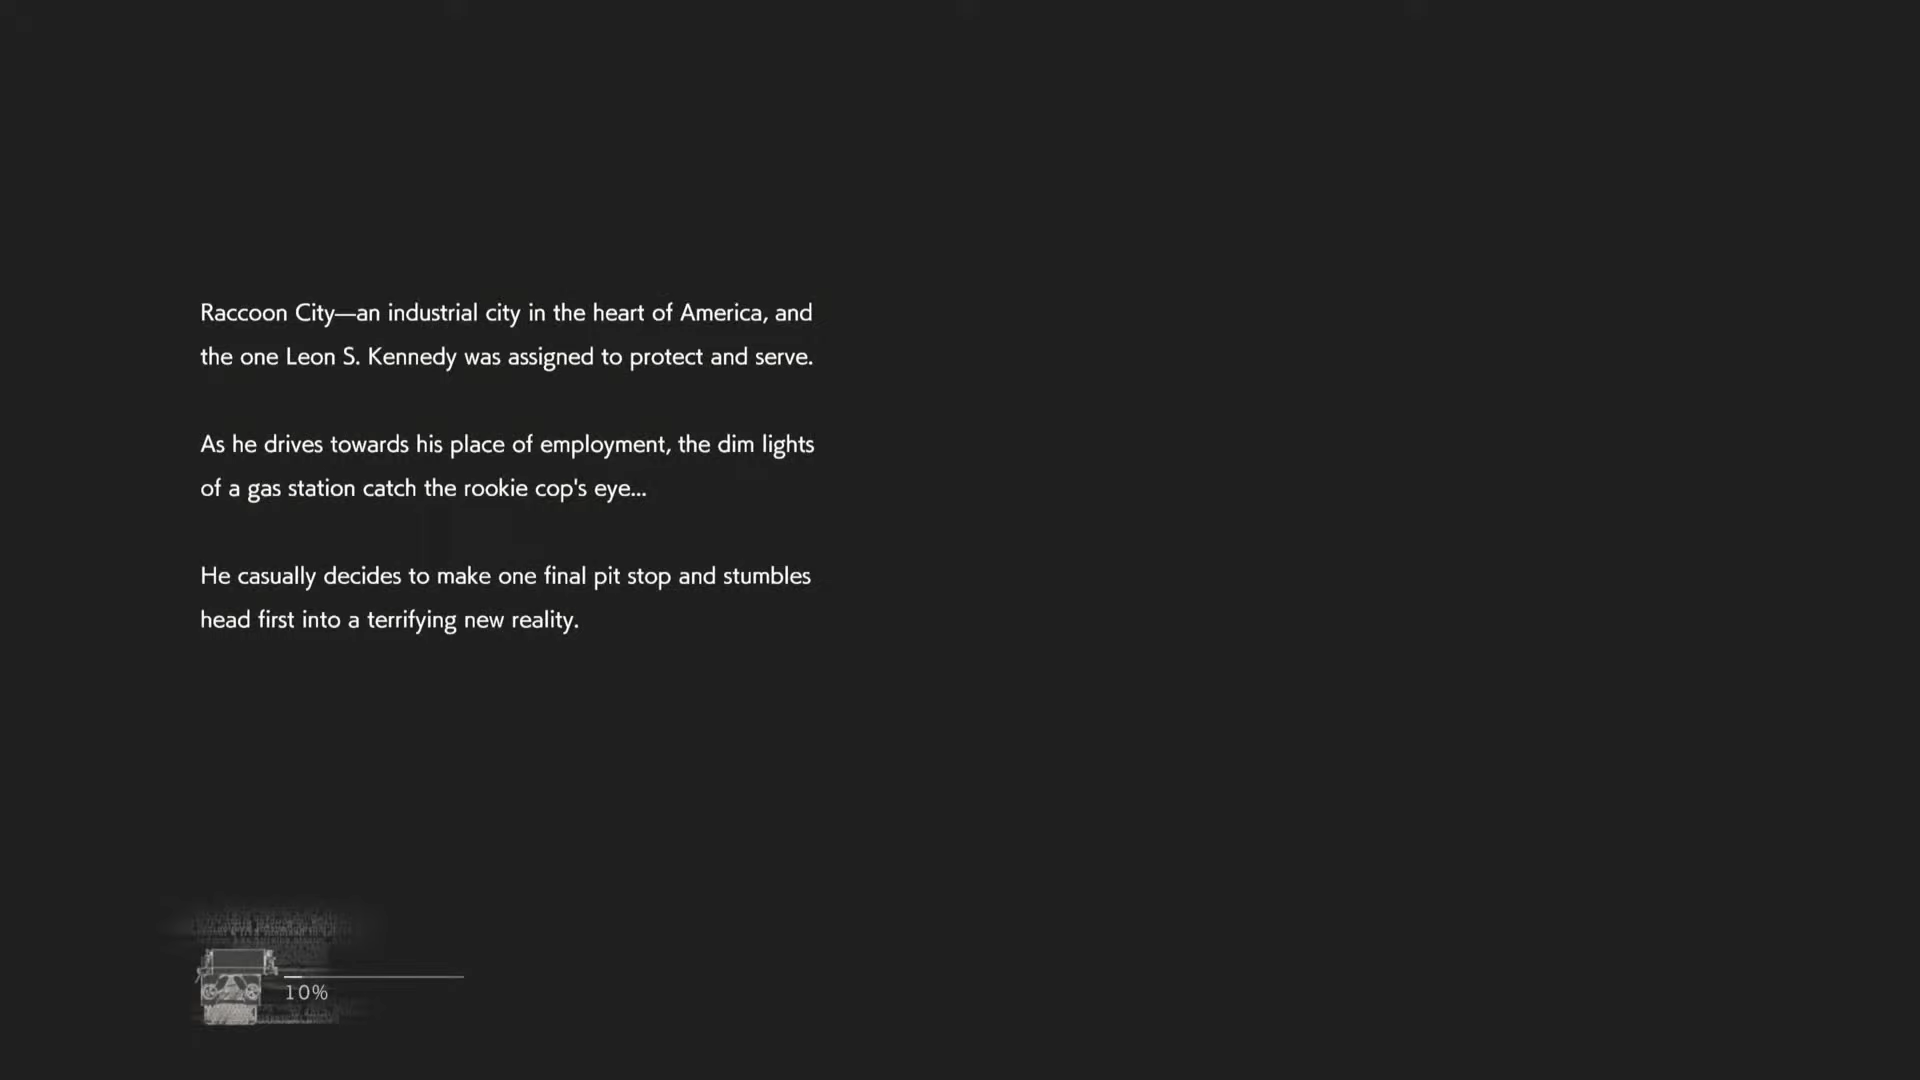 Raccoon City—an industrial city in the heart of America, and
the one Leon S. Kennedy was assigned to protect and serve.
As he drives towards his place of employment, the dim lights
of a gas station catch the rookie cop's eye...
He casually decides to make one final pit stop and stumbles
head first into a terrifying new reality.
10%